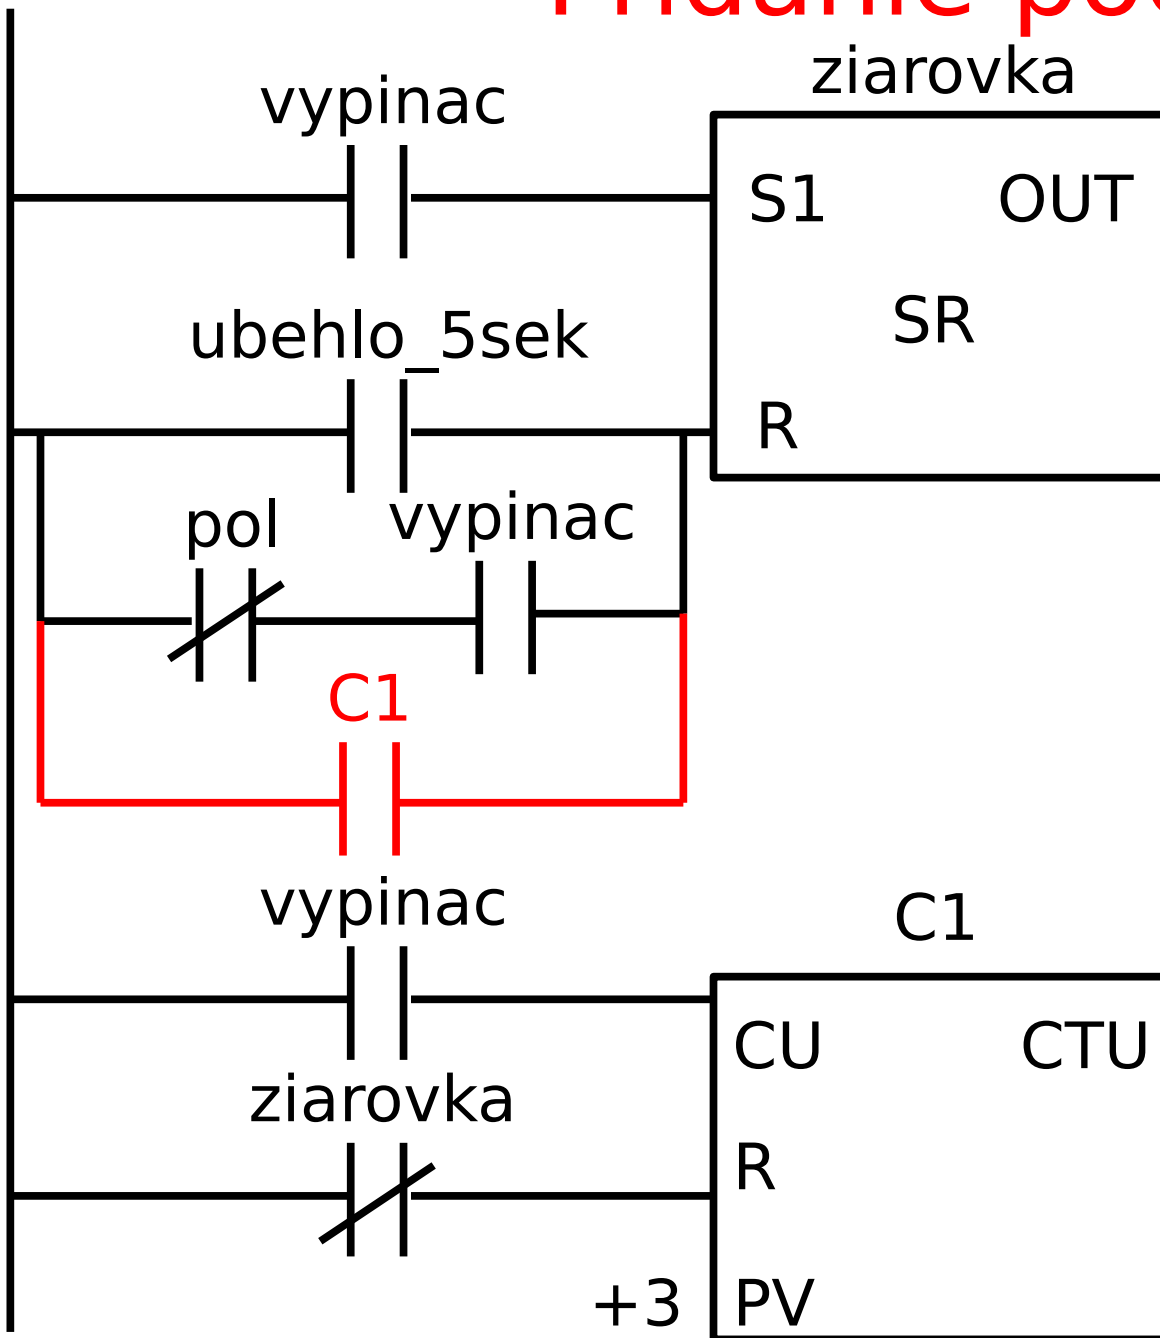 ziarovka
vypinac
S1 OUT
SR
ubehlo_5sek
R
pol vypinac
C1
vypinac C1
CU CTU
ziarovka
R
+3 PV